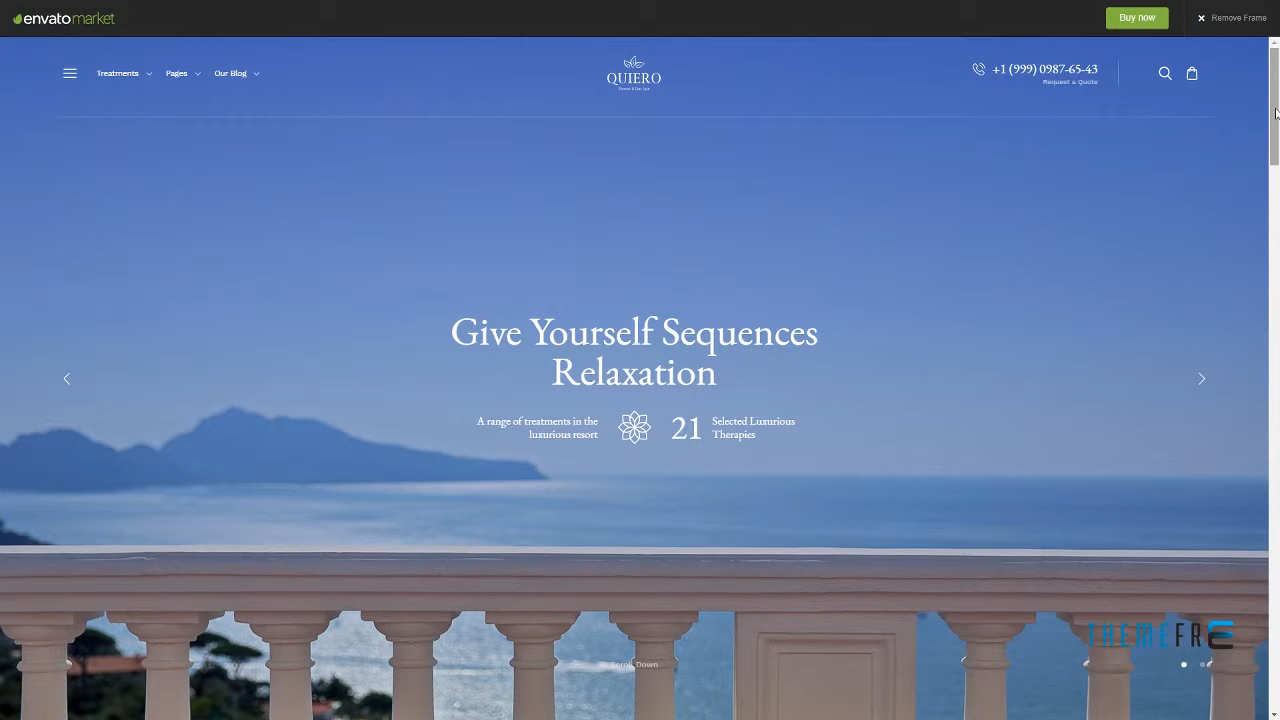 envato market
Buy now
Remove Frame
Treatments
Pages
Our Blog
QUIERO
Resort & Day Spa
+1 (999) 0987-65-43
Request a Quote
Give Yourself Sequences
Relaxation
A range of treatments in the
luxurious resort
21
Selected Luxurious
Therapies
Scroll Down
THEMEFRE